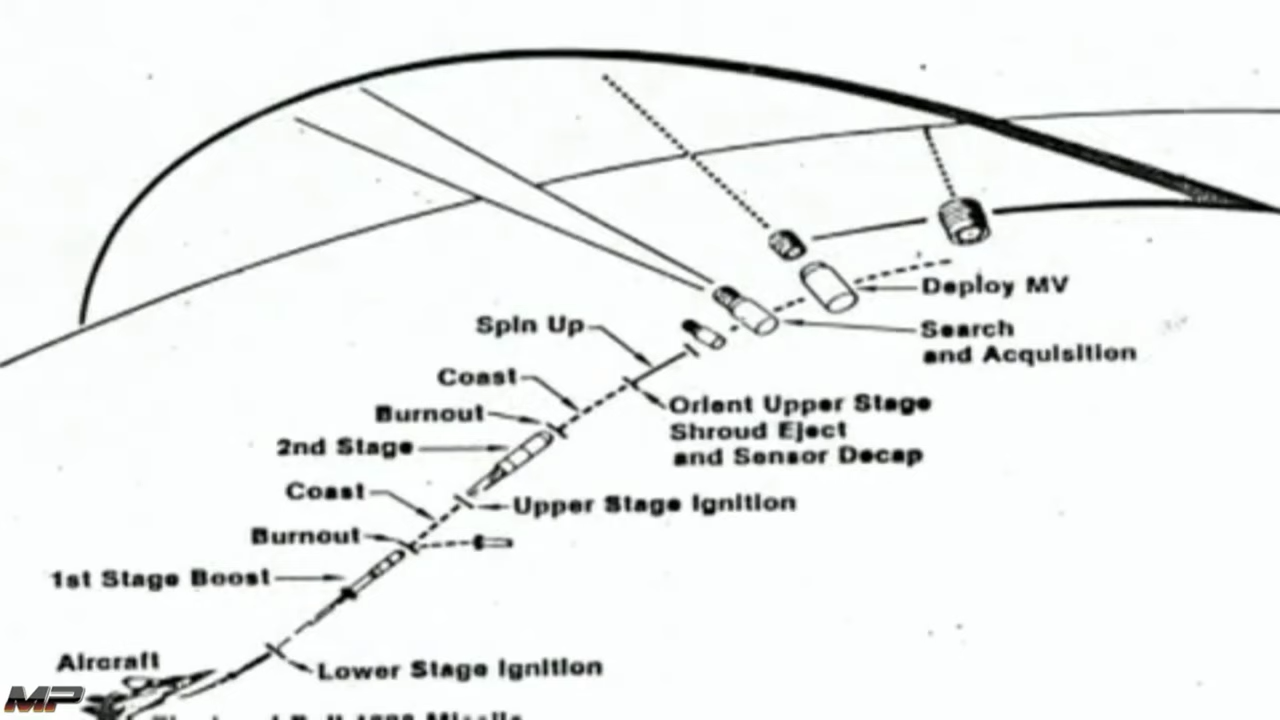 Deploy MV
Spin Up
Search
and Acquisition
Coast
Orient Upper Stage
Burnout
Shroud Eject
2nd Stage
and Sensor Decap
Coast
Upper Stage Ignition
Burnout
1st Stage Boost
Aircraft
Lower Stage Ignition
MP